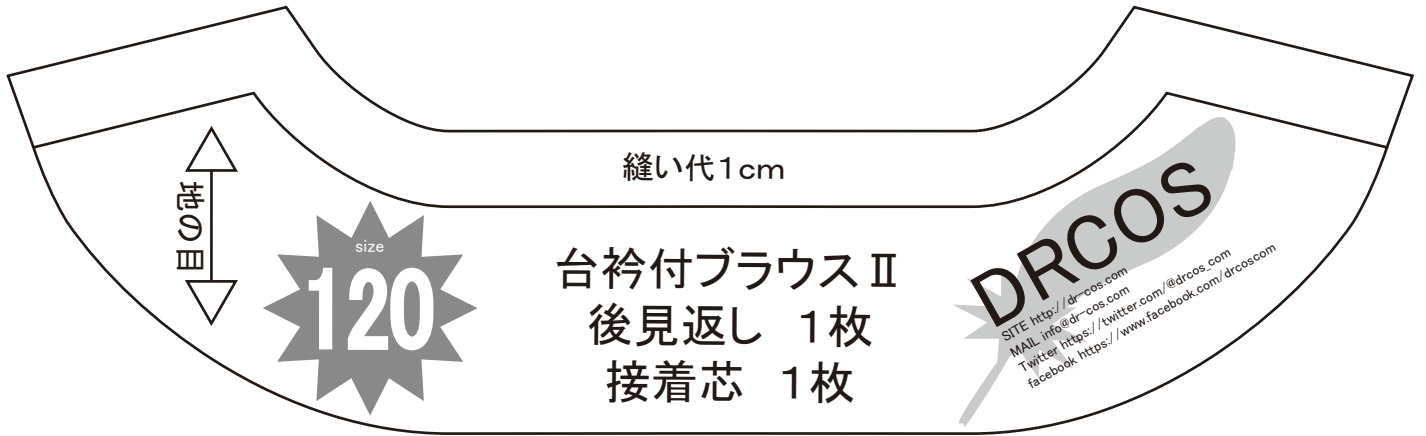 縫い代1cm
地の目
size
120
台衿付ブラウスⅡ
後見返し 1枚
接着芯 1枚
DRCOS
SITE http://dr-cos.com
MAIL info@dr-cos.com
Twitter https://twitter.com/@drcos_com
facebook https://www.facebook.com/drcoscom